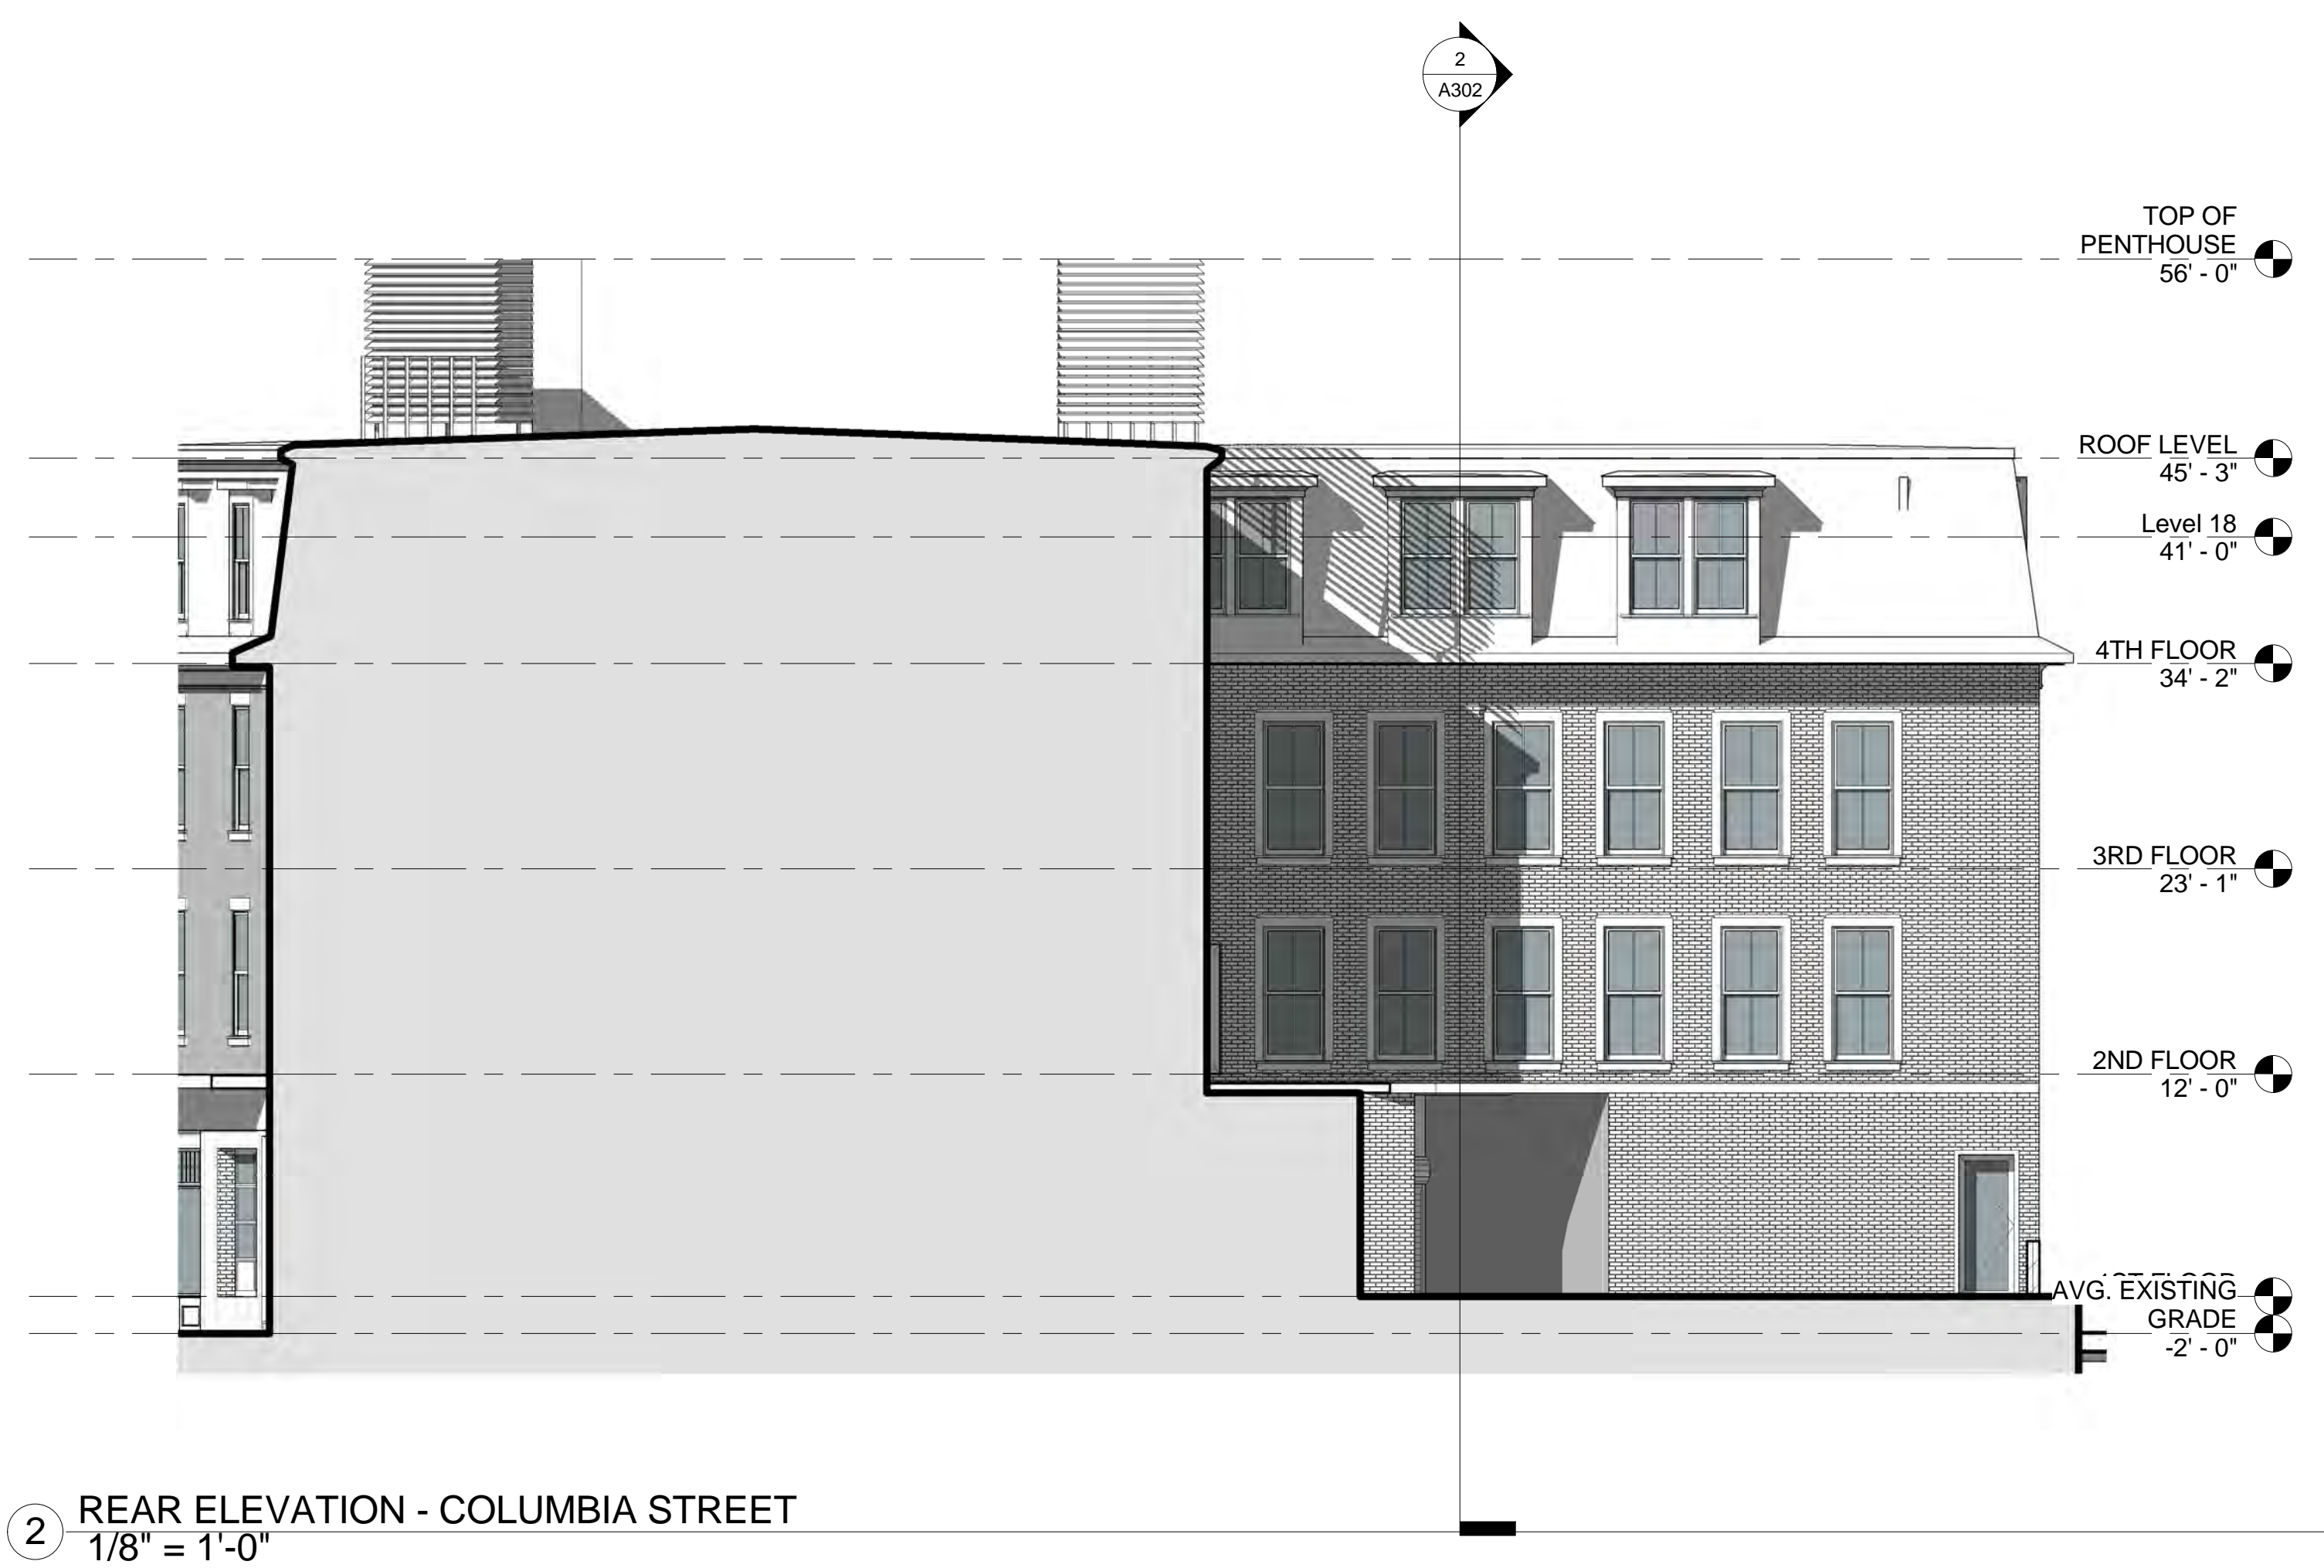 2
A302
TOP OF
PENTHOUSE
56' - 0"
ROOF LEVEL
45' - 3"
Level 18
41' - 0"
4TH FLOOR
34' - 2"
3RD FLOOR
23' - 1"
2ND FLOOR
12' - 0"
AVG. EXISTING
GRADE
-2' - 0"
2
REAR ELEVATION - COLUMBIA STREET
1/8" = 1'-0"